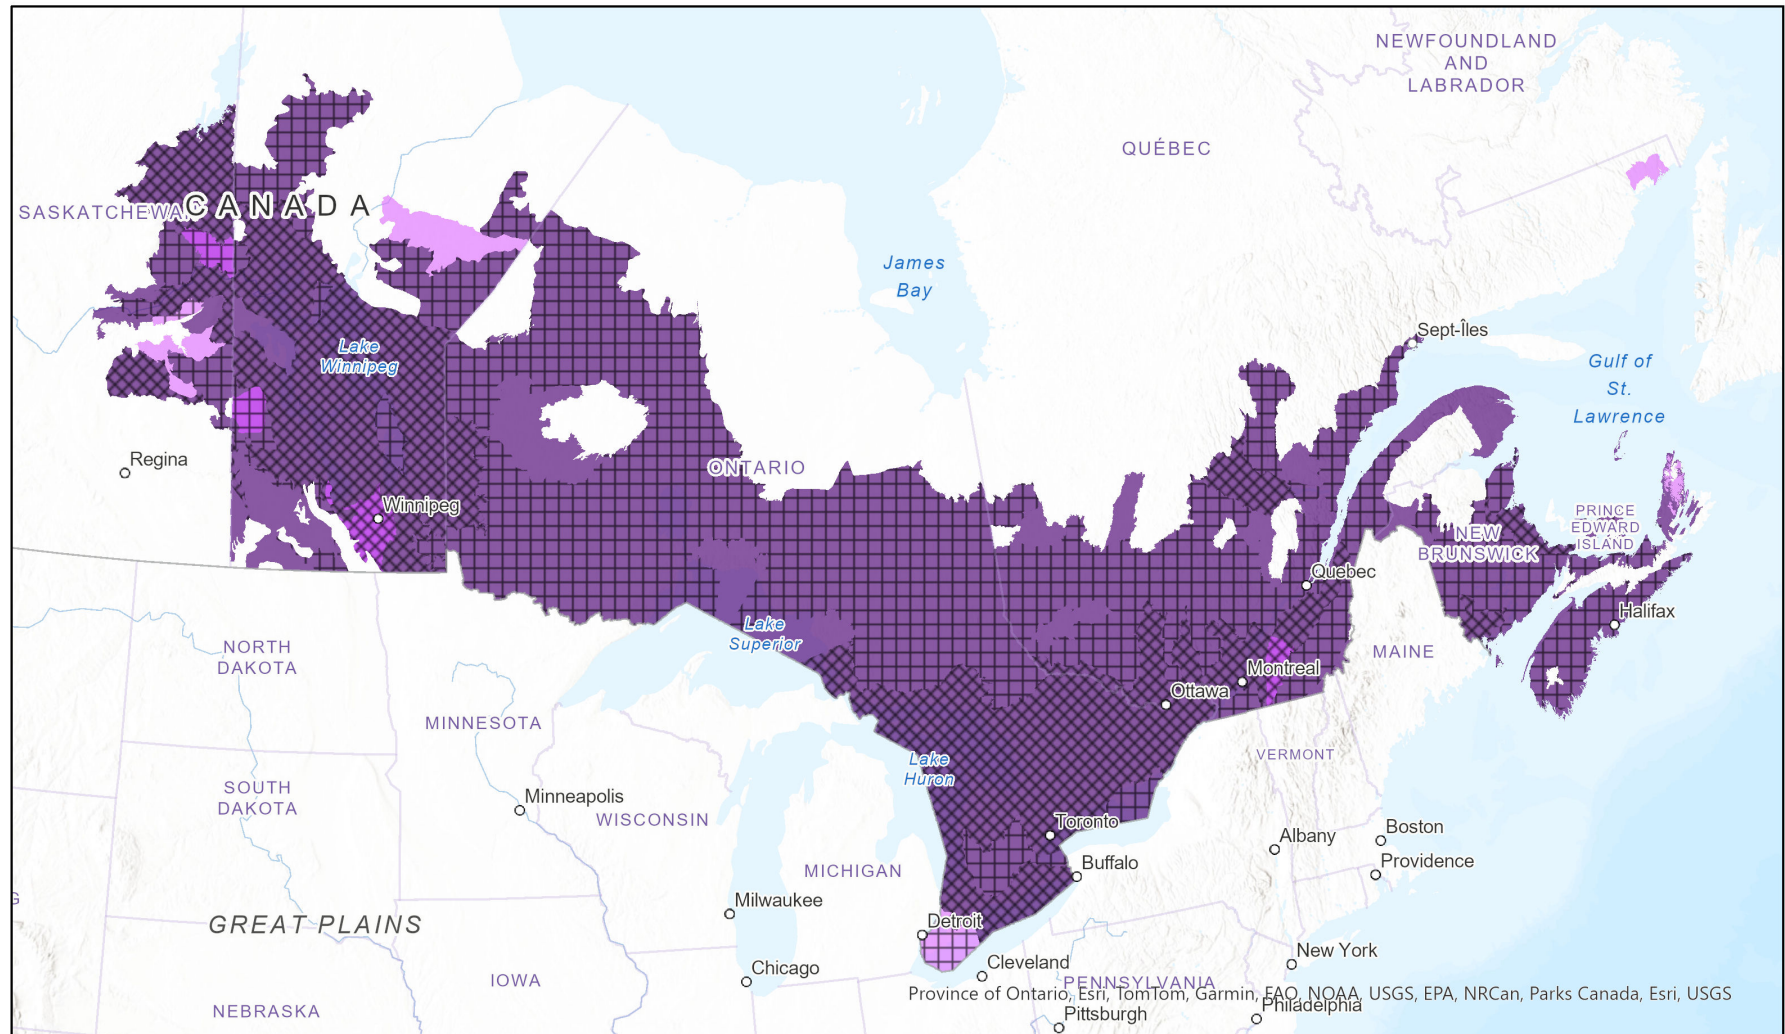 NEWFOUNDLAND
AND
LABRADOR
QUÉBEC
CANADA
SASKATCHEWA
James
Bay
Sept-Îles
Lake
Winnipeg
Gulf of
St.
Lawrence
Regina
ONTARIO
Winnipeg
PRINCE
EDWARD
ISLAND
NEW
BRUNSWICK
Quebec
Halifax
Lake
Superior
NORTH
DAKOTA
MAINE
Montreal
Ottawa
MINNESOTA
VERMONT
Lake
Huron
SOUTH
DAKOTA
Minneapolis
WISCONSIN
Toronto
Albany
Boston
Buffalo
Providence
MICHIGAN
G
Milwaukee
GREAT PLAINS
Detroit
New York
Chicago
Cleveland
IOWA
PENNSYLVANIA
Province of Ontario, Esri, TomTom, Garmin, FAO, NOAA, USGS, EPA, NRCan, Parks Canada, Esri, USGS
NEBRASKA
Pittsburgh
Philadelphia